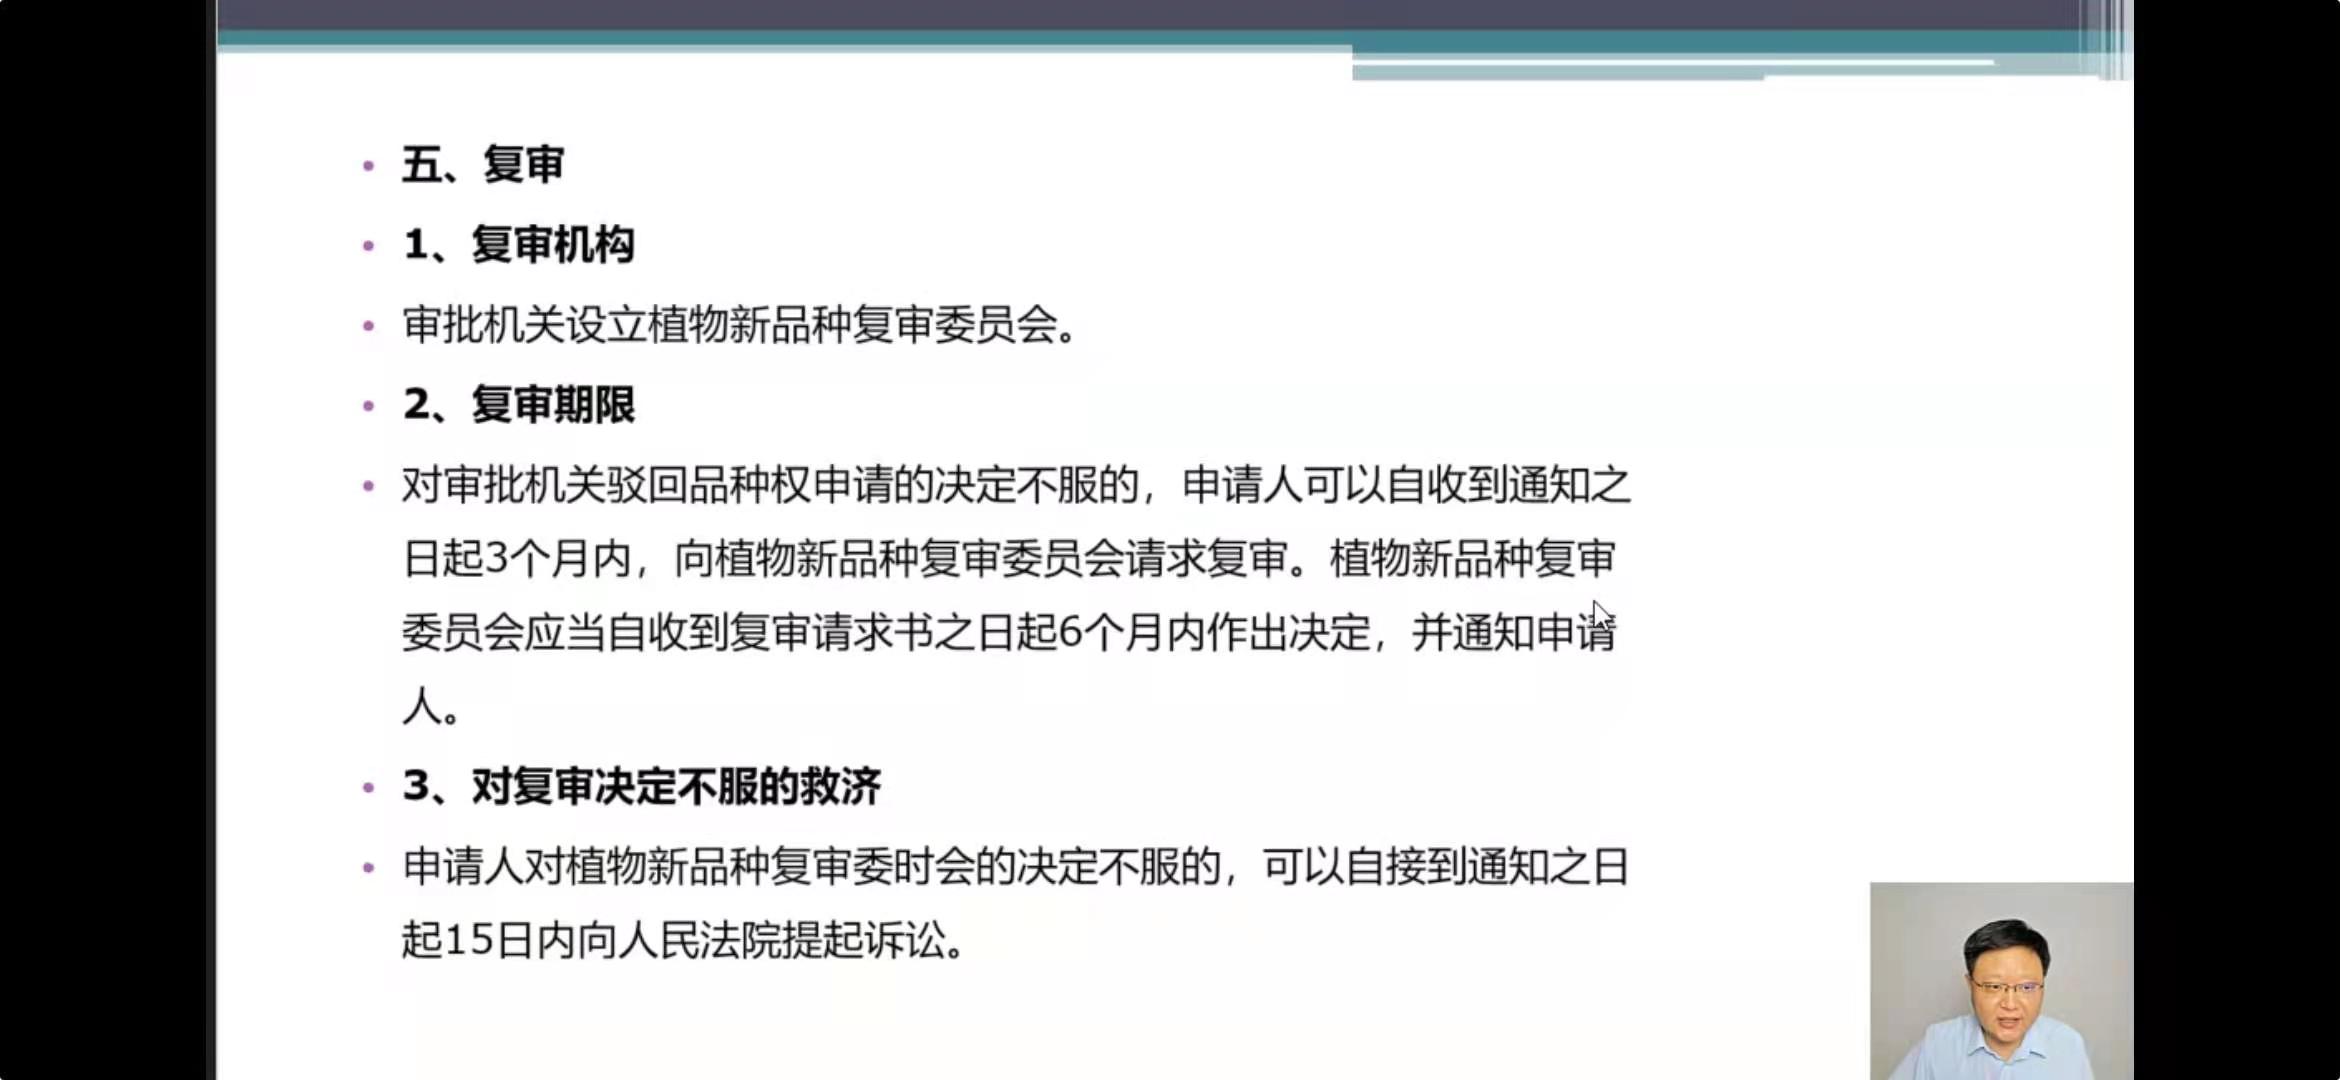 五、复审
1、复审机构
审批机关设立植物新品种复审委员会。
2、复审期限
对审批机关驳回品种权申请的决定不服的，申请人可以自收到通知之
日起3个月内，向植物新品种复审委员会请求复审。植物新品种复审
委员会应当自收到复审请求书之日起6个月内作出决定，并通知申请
人。
3、对复审决定不服的救济
申请人对植物新品种复审委时会的决定不服的，可以自接到通知之日
起15日内向人民法院提起诉讼。